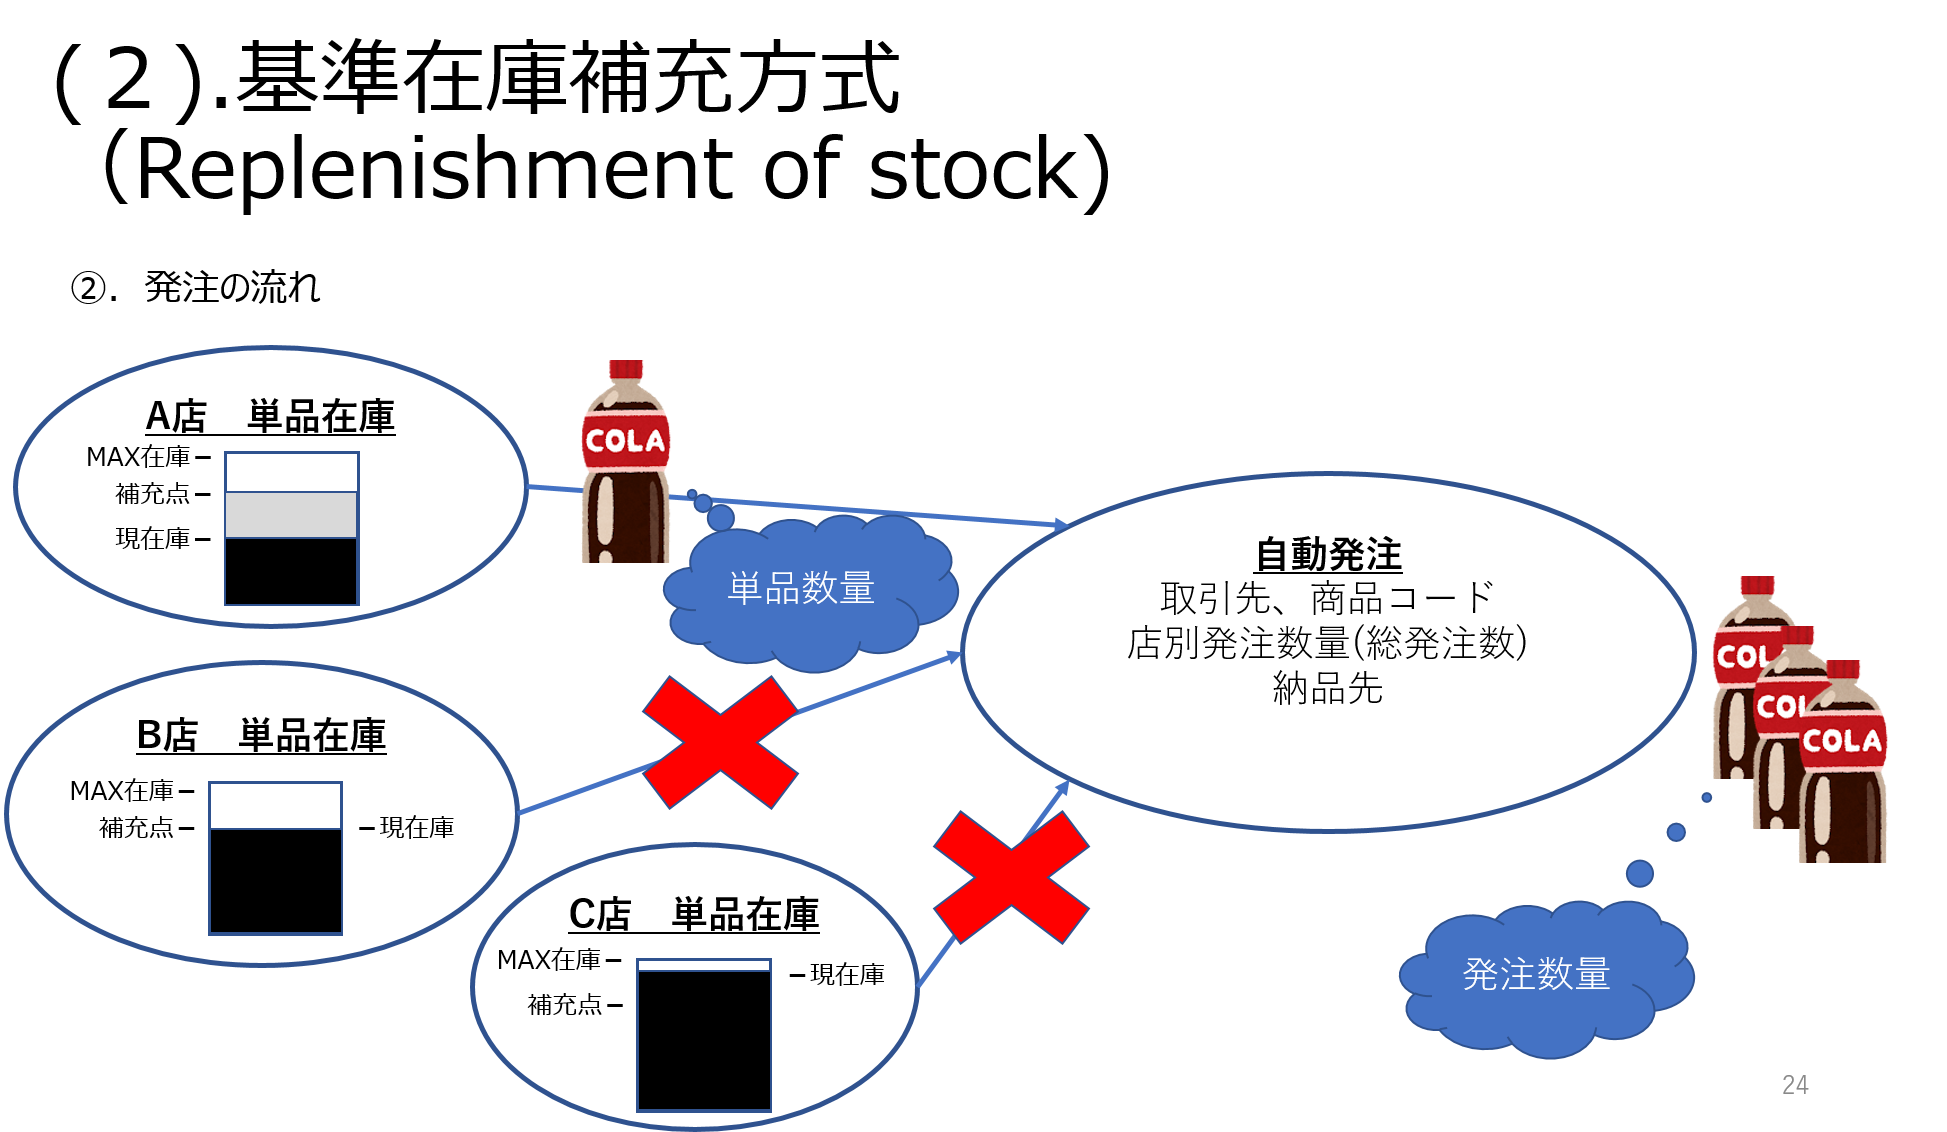 (２).基準在庫補充方式
（Replenishment of stock)
②．発注の流れ
A店　単品在庫
MAX在庫
補充点
現在庫
COLA
単品数量
自動発注
取引先、商品コード
店別発注数量(総発注数)
納品先
B店　単品在庫
MAX在庫
補充点
現在庫
C店　単品在庫
MAX在庫
現在庫
補充点
COL
COL
COLA
発注数量
24